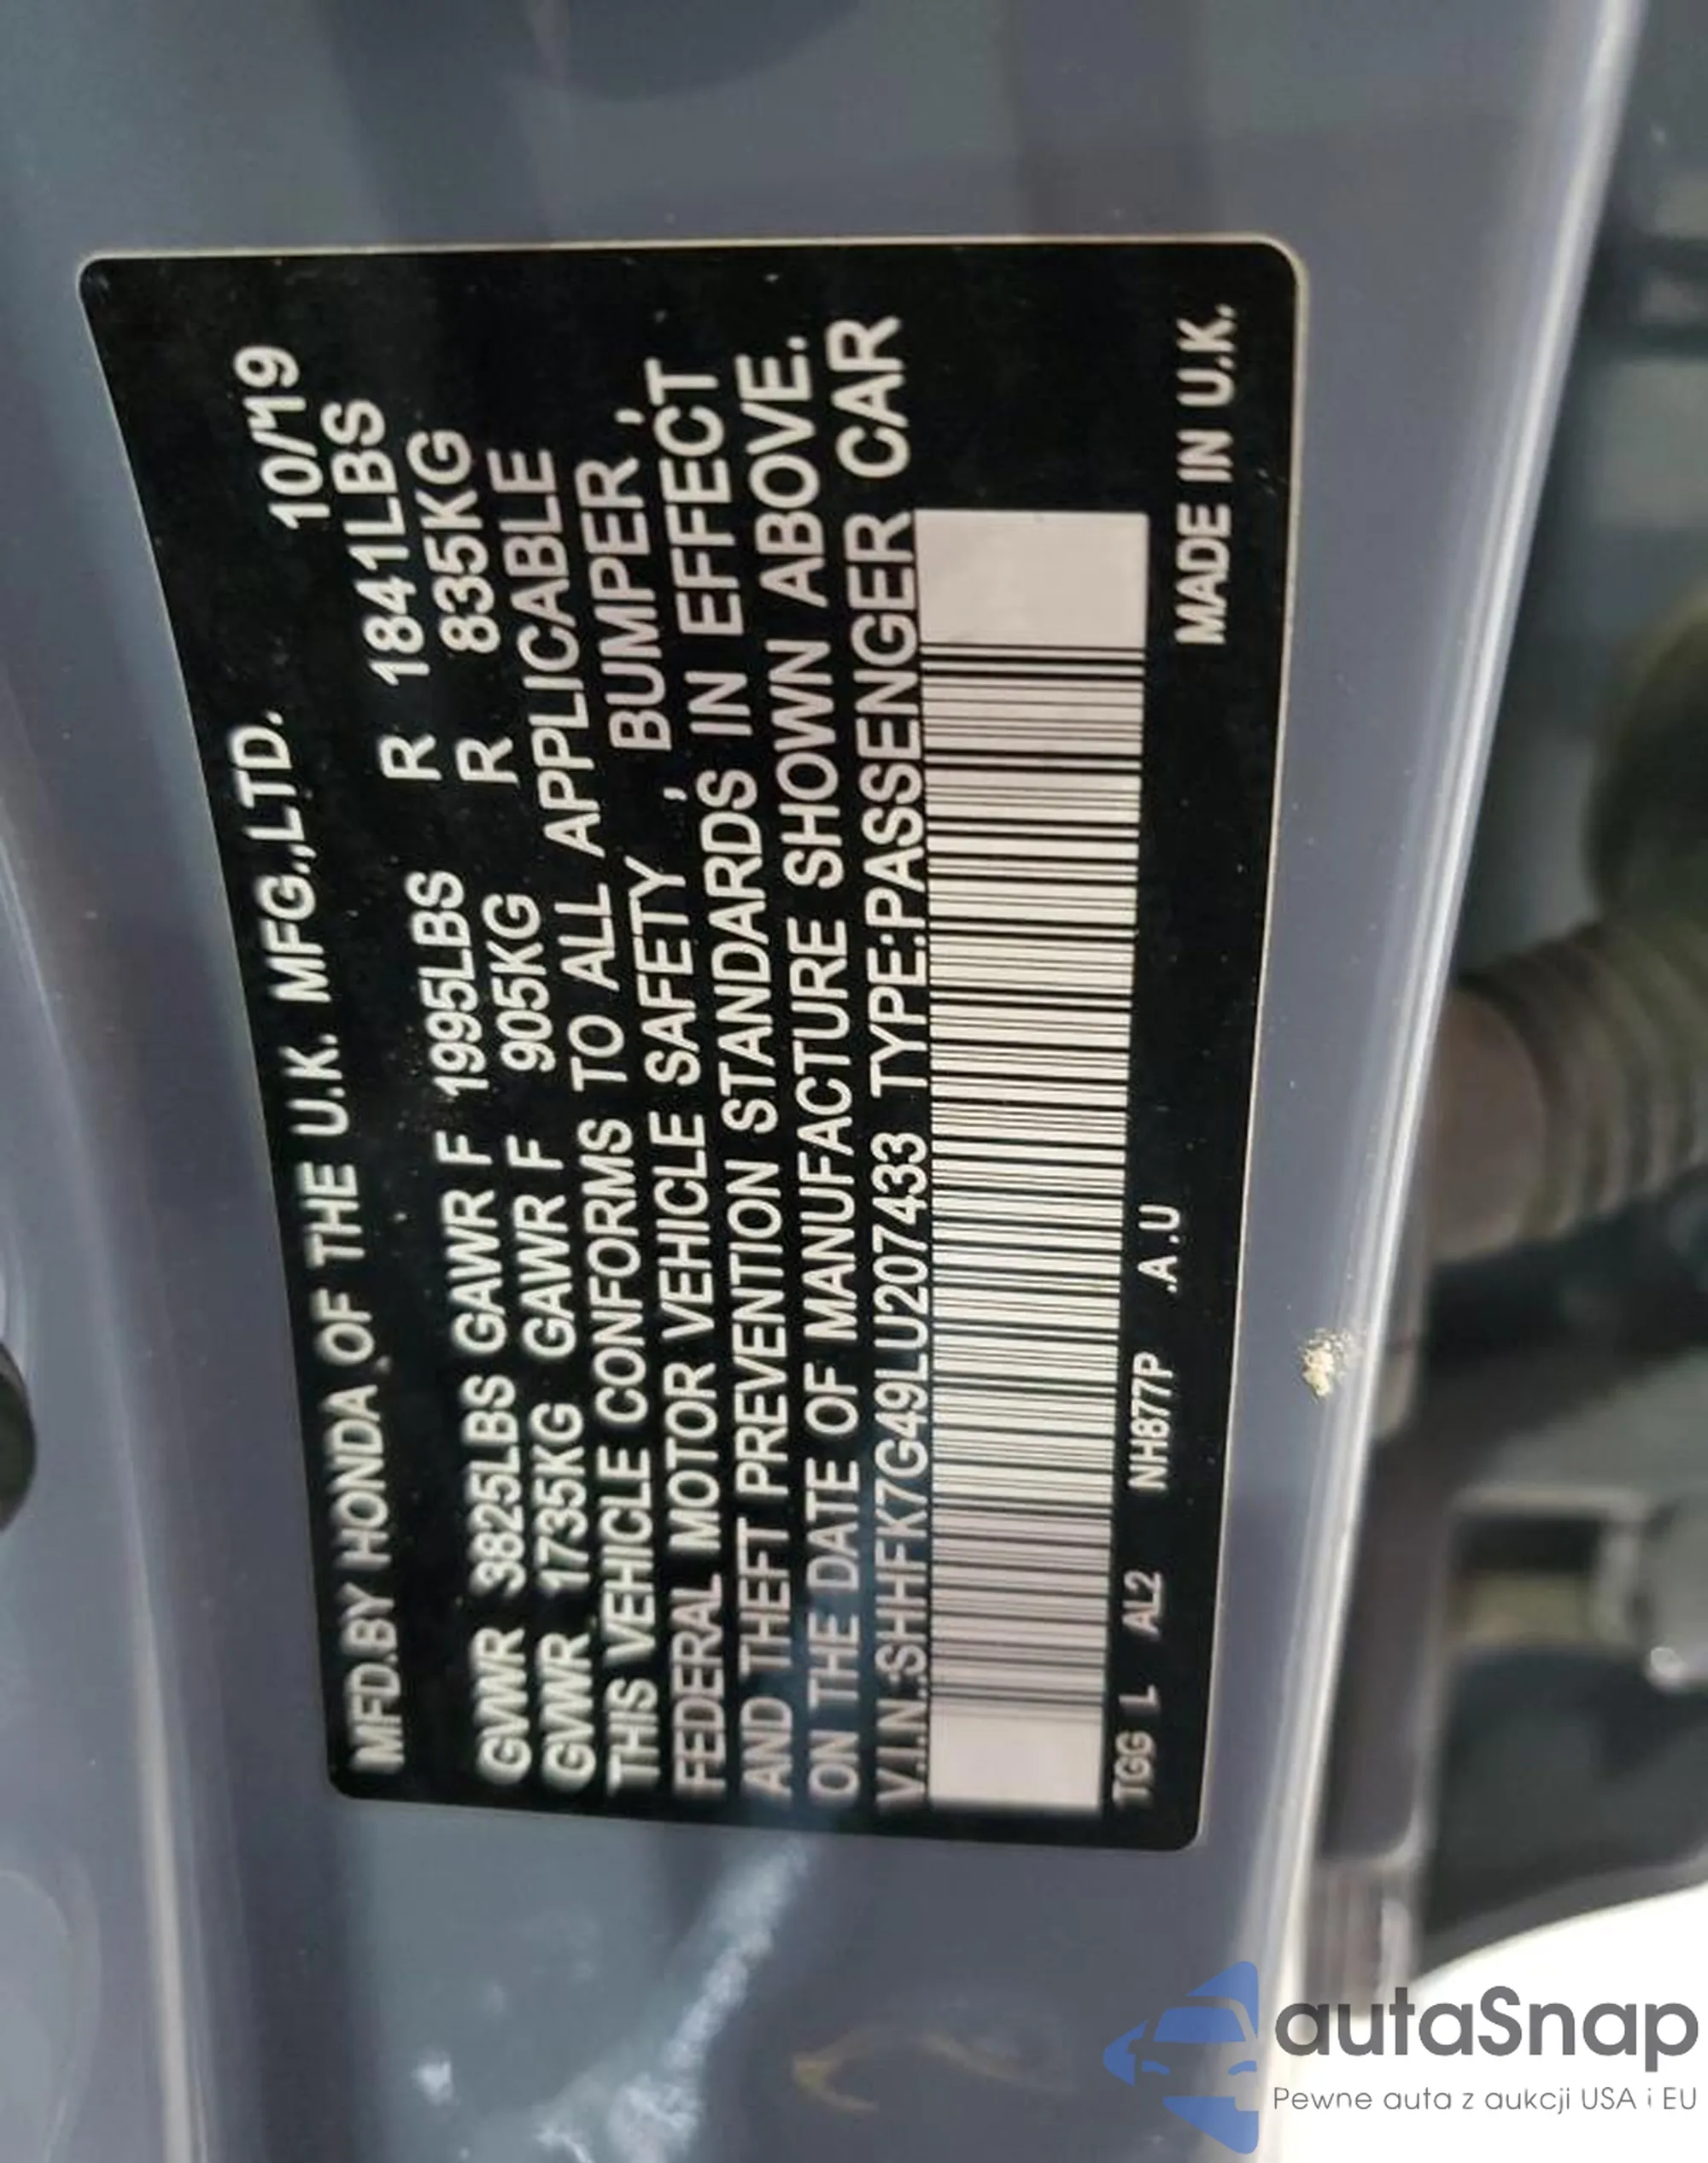 MFD.BY HONDA OF THE U.K. MFG.,LTD. 10/19
GVWR 3825LBS GAWR F 1995LBS R 1841LBS
GVWR 1735KG GAWR F 905KG R 835KG
THIS VEHICLE CONFORMS TO ALL APPLICABLE
FEDERAL MOTOR VEHICLE SAFETY, BUMPER,
AND THEFT PREVENTION STANDARDS IN EFFECT
ON THE DATE OF MANUFACTURE SHOWN ABOVE.
V.I.N.:SHHFK7G49LU207433 TYPE:PASSENGER CAR
TGG L AL2 NH877P .A.U MADE IN U.K.
autaSnap
Pewne auta z aukcji USA i EU